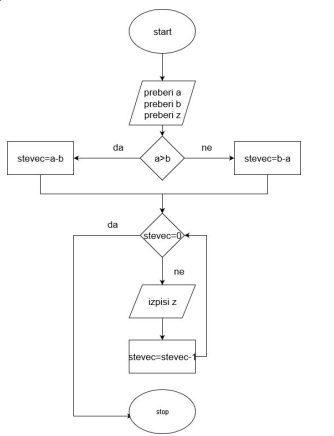 start
preberi a
preberi b
preberi z
da
a>b
ne
stevec=a-b
stevec=b-a
da
stevec=0
ne
izpisi z
stevec=stevec-1
stop